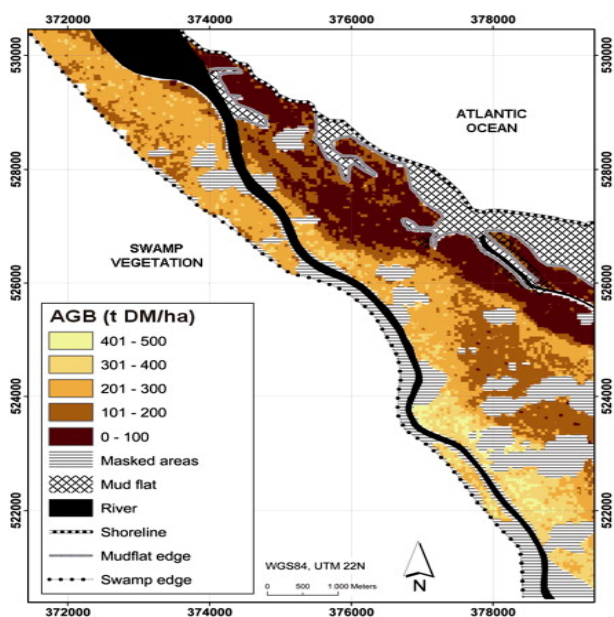 372000 374000 376000 378000
530000
530000
ATLANTIC
OCEAN
528000
528000
SWAMP
VEGETATION
526000
526000
AGB (t DM/ha)
401 - 500
301 - 400
201 - 300
101 - 200
0 - 100
Masked areas
Mud flat
River
Shoreline
Mudflat edge
Swamp edge
524000
524000
522000
522000
WGS84, UTM 22N
0 500 1 000 Meters
N
372000 374000 376000 378000